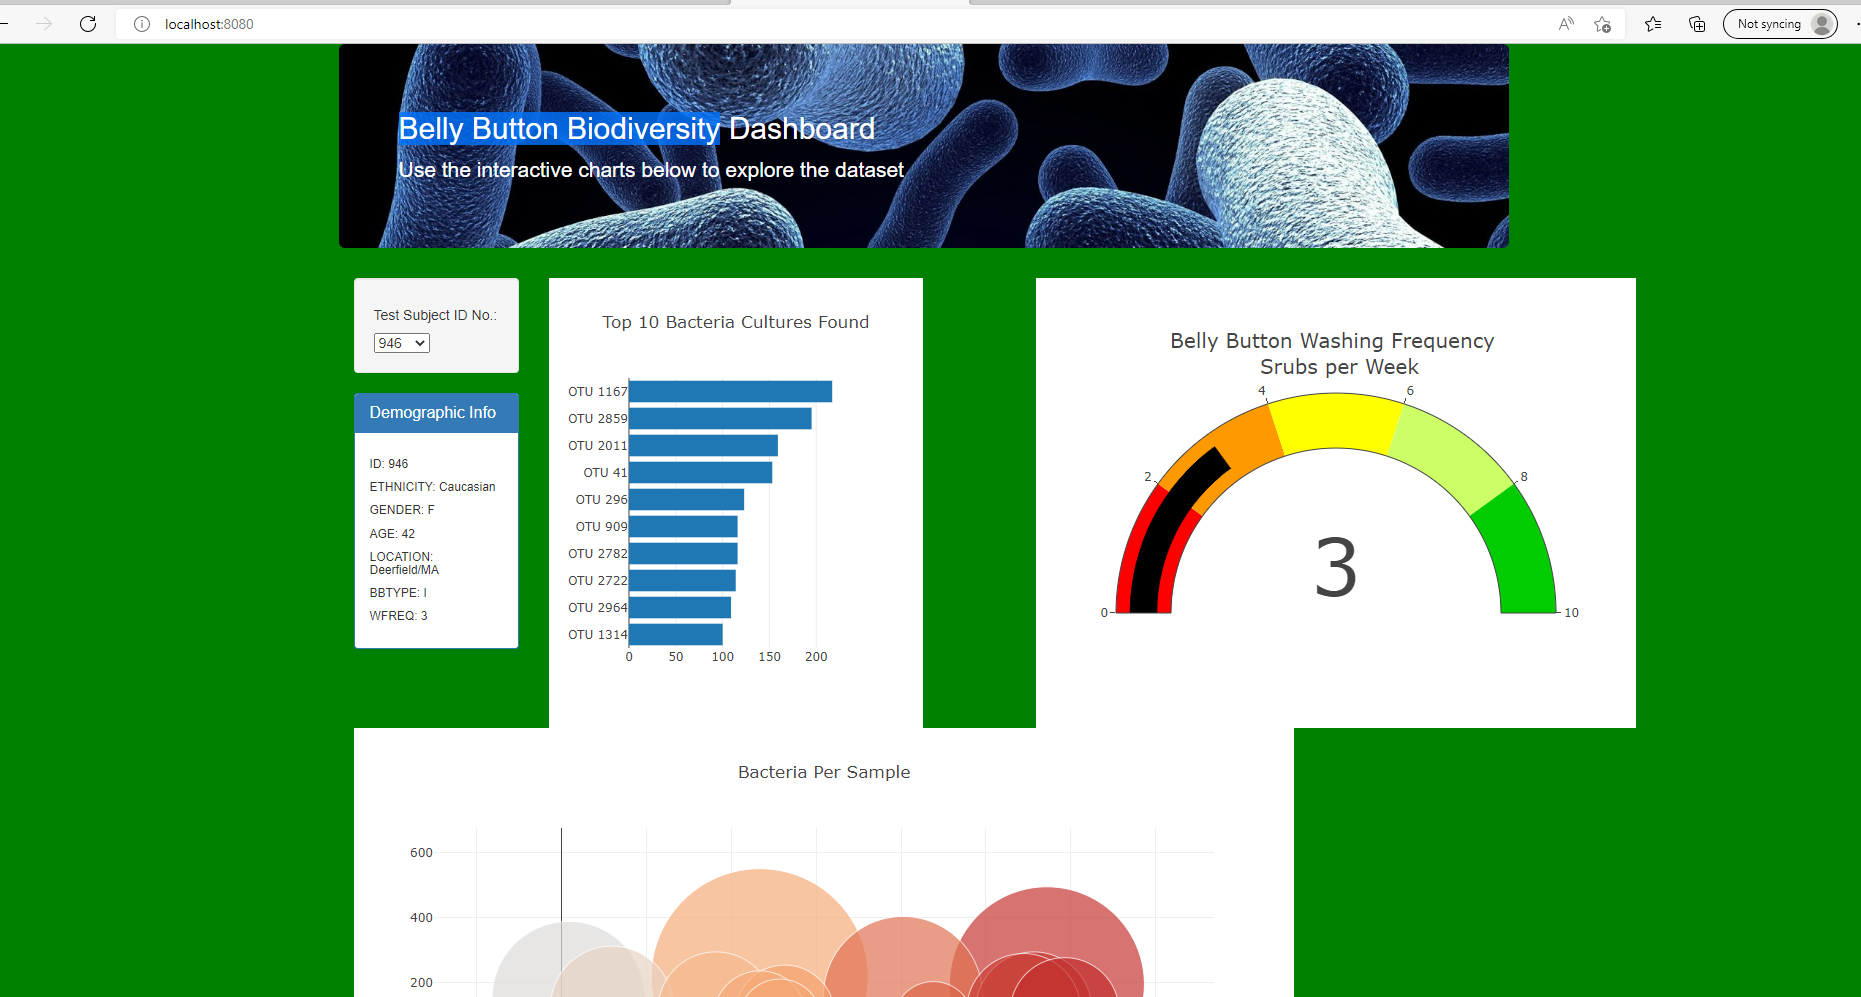 localhost:8080
Not syncing
Belly Button Biodiversity Dashboard
Use the interactive charts below to explore the dataset
Test Subject ID No.:
946
Demographic Info
ID: 946
ETHNICITY: Caucasian
GENDER: F
AGE: 42
LOCATION:
Deerfield/MA
BBTYPE: I
WFREQ: 3
Top 10 Bacteria Cultures Found
OTU 1167
OTU 2859
OTU 2011
OTU 41
OTU 296
OTU 909
OTU 2782
OTU 2722
OTU 2964
OTU 1314
0 50 100 150 200
Belly Button Washing Frequency
Srubs per Week
4 6
2 8
3
0 10
Bacteria Per Sample
600
400
200